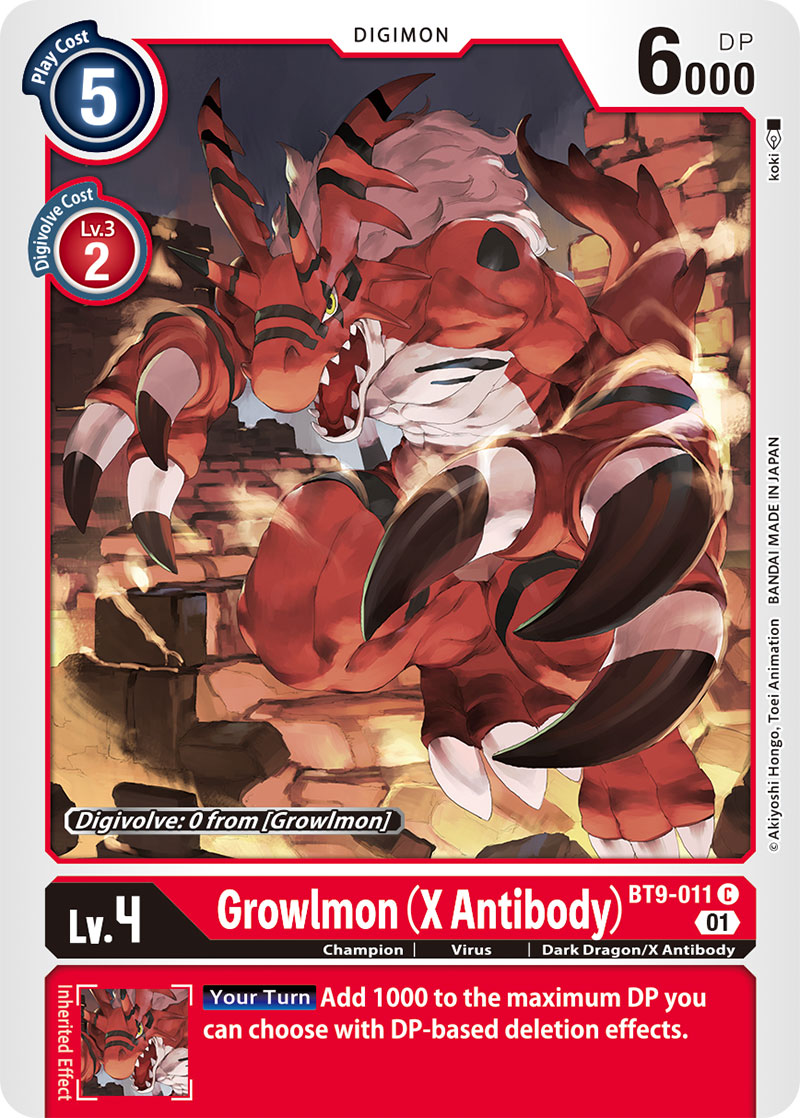 DIGIMON
Play Cost
5
6000
DP
Digivolve Cost
Lv.3
2
koki
© Akiyoshi Hongo, Toei Animation BANDAI MADE IN JAPAN
Digivolve: 0 from [Growlmon]
Lv.4
Growlmon (X Antibody)
BT9-011 C
01
Champion | Virus | Dark Dragon/X Antibody
Inherited Effect
Your Turn Add 1000 to the maximum DP you
can choose with DP-based deletion effects.